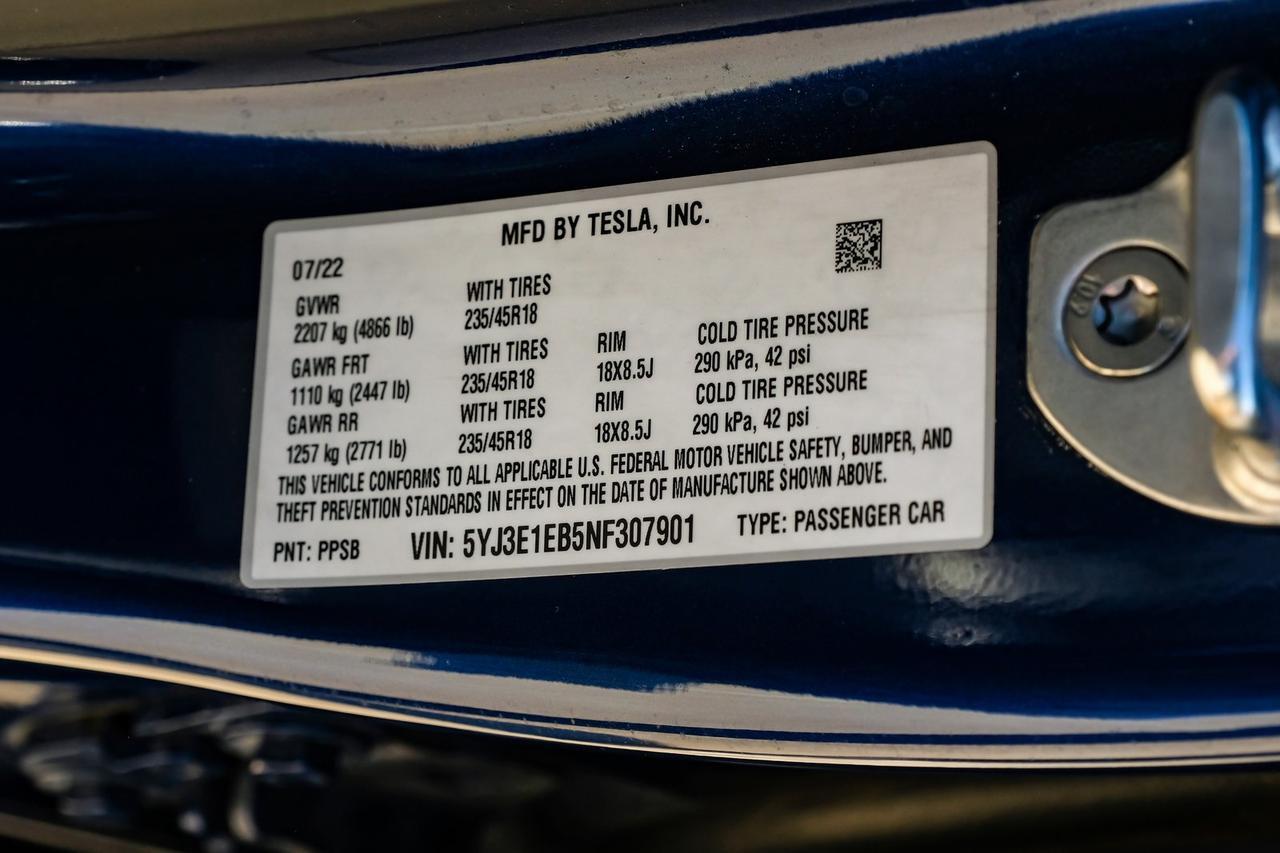 MFD BY TESLA, INC.
07/22
GVWR WITH TIRES
2207 kg (4866 lb) 235/45R18
GAWR FRT WITH TIRES RIM COLD TIRE PRESSURE
1110 kg (2447 lb) 235/45R18 18X8.5J 290 kPa, 42 psi
GAWR RR WITH TIRES RIM COLD TIRE PRESSURE
1257 kg (2771 lb) 235/45R18 18X8.5J 290 kPa, 42 psi
THIS VEHICLE CONFORMS TO ALL APPLICABLE U.S. FEDERAL MOTOR VEHICLE SAFETY, BUMPER, AND
THEFT PREVENTION STANDARDS IN EFFECT ON THE DATE OF MANUFACTURE SHOWN ABOVE.
PNT: PPSB VIN: 5YJ3E1EB5NF307901 TYPE: PASSENGER CAR